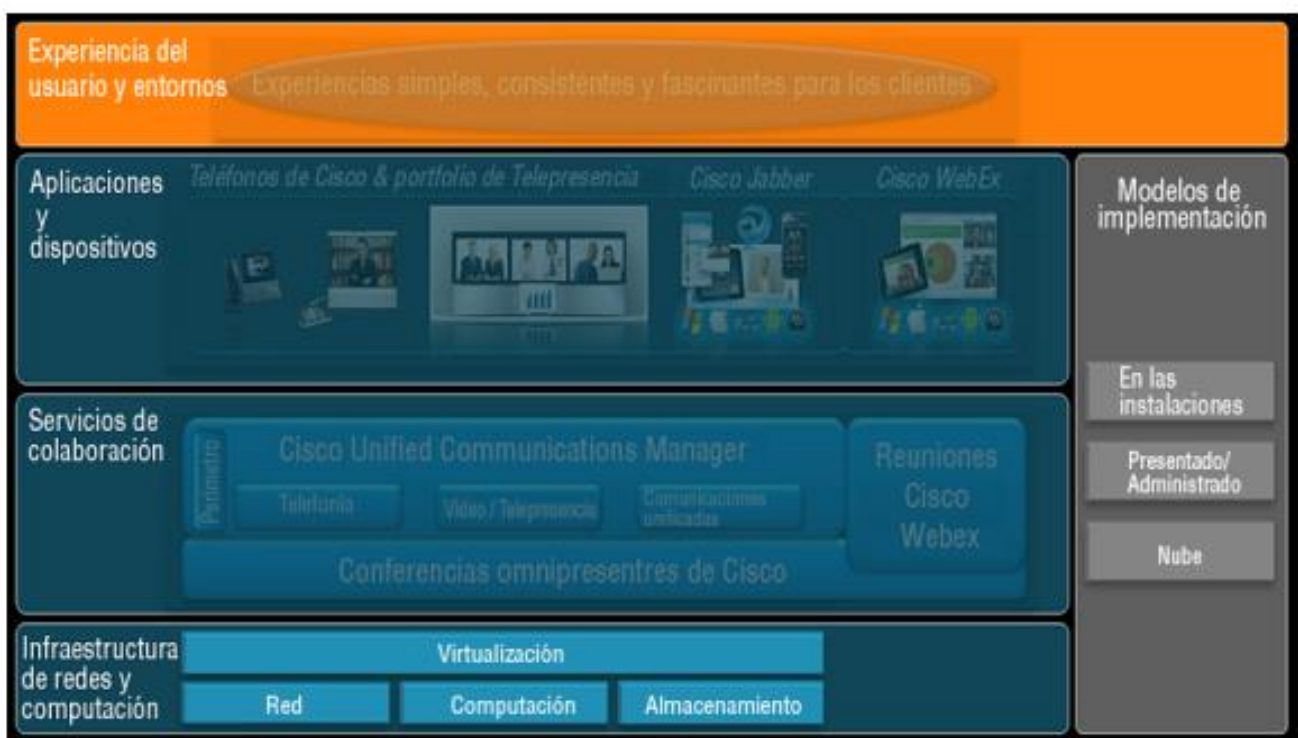 Experiencia del
usuario y entornos
Experiencias simples, consistentes y fascinantes para los clientes
Aplicaciones
y
dispositivos
Teléfonos de Cisco & portfolio de Telepresencia
Cisco Jabber
Cisco WebEx
Modelos de
implementación
En las
instalaciones
Presentado/
Administrado
Nube
Servicios de
colaboración
Perímetro
Cisco Unified Communications Manager
Telefonía
Video / Telepresencia
Comunicaciones
unificadas
Reuniones
Cisco
Webex
Conferencias omnipresentres de Cisco
Infraestructura
de redes y
computación
Virtualización
Red
Computación
Almacenamiento